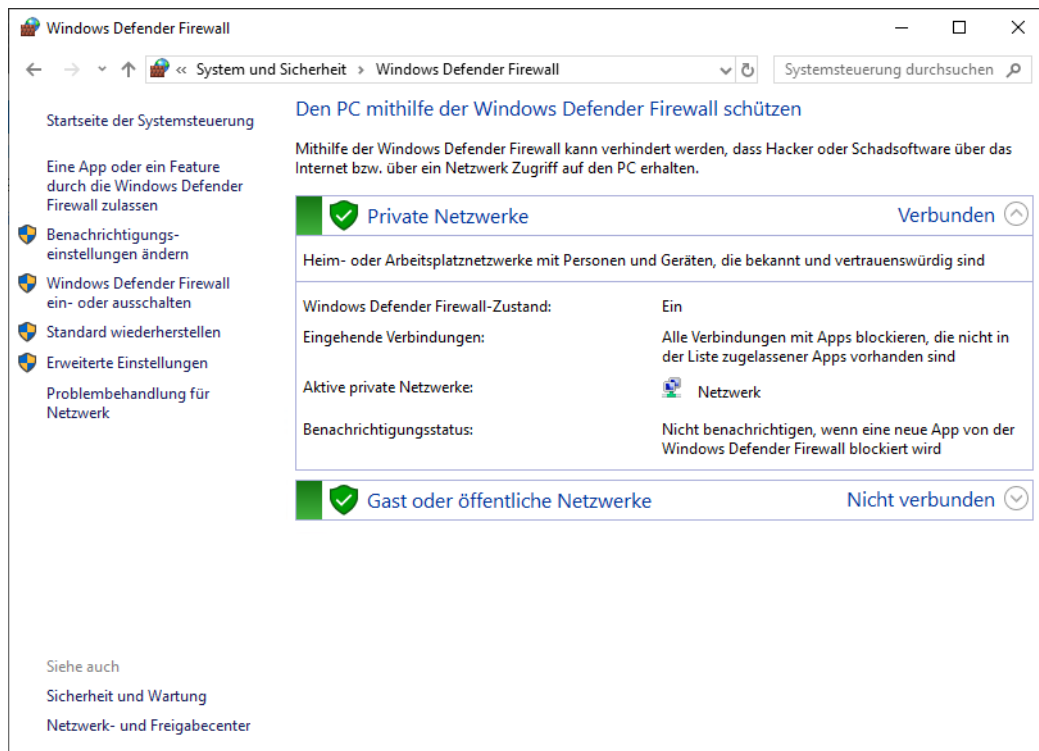 Windows Defender Firewall
« System und Sicherheit › Windows Defender Firewall
Systemsteuerung durchsuchen
Startseite der Systemsteuerung
Eine App oder ein Feature
durch die Windows Defender
Firewall zulassen
Benachrichtigungs-
einstellungen ändern
Windows Defender Firewall
ein- oder ausschalten
Standard wiederherstellen
Erweiterte Einstellungen
Problembehandlung für
Netzwerk
Den PC mithilfe der Windows Defender Firewall schützen
Mithilfe der Windows Defender Firewall kann verhindert werden, dass Hacker oder Schadsoftware über das
Internet bzw. über ein Netzwerk Zugriff auf den PC erhalten.
Private Netzwerke Verbunden
Heim- oder Arbeitsplatznetzwerke mit Personen und Geräten, die bekannt und vertrauenswürdig sind
Windows Defender Firewall-Zustand: Ein
Eingehende Verbindungen: Alle Verbindungen mit Apps blockieren, die nicht in
der Liste zugelassener Apps vorhanden sind
Aktive private Netzwerke: Netzwerk
Benachrichtigungsstatus: Nicht benachrichtigen, wenn eine neue App von der
Windows Defender Firewall blockiert wird
Gast oder öffentliche Netzwerke Nicht verbunden
Siehe auch
Sicherheit und Wartung
Netzwerk- und Freigabecenter